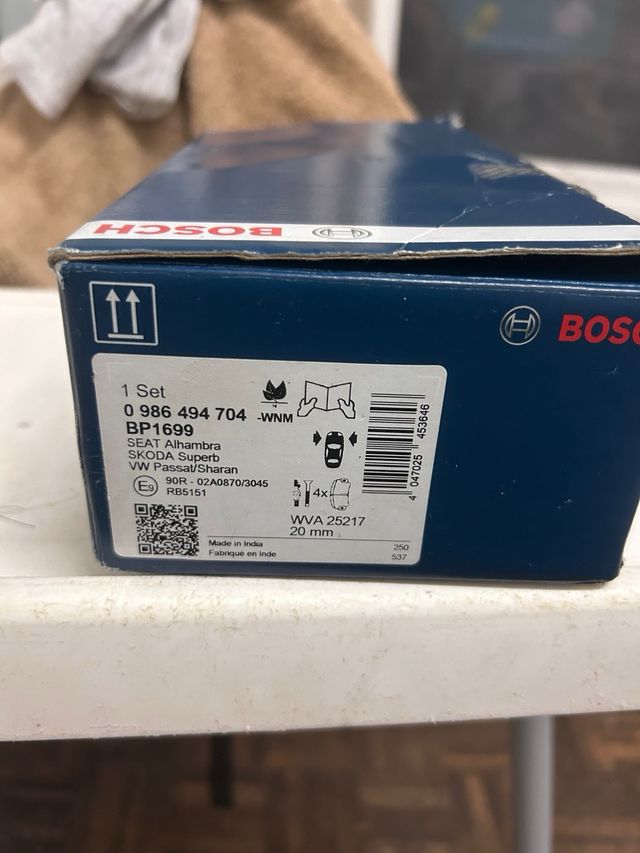 BOSCH
BOSC
1 Set
0 986 494 704
BP1699
-WNM
SEAT Alhambra
SKODA Superb
VW Passat/Sharan
E9 90R - 02A0870/3045
RB5151
4x
WVA 25217
20 mm
4 047025 453646
Made in India
Fabriqué en Inde
250
537